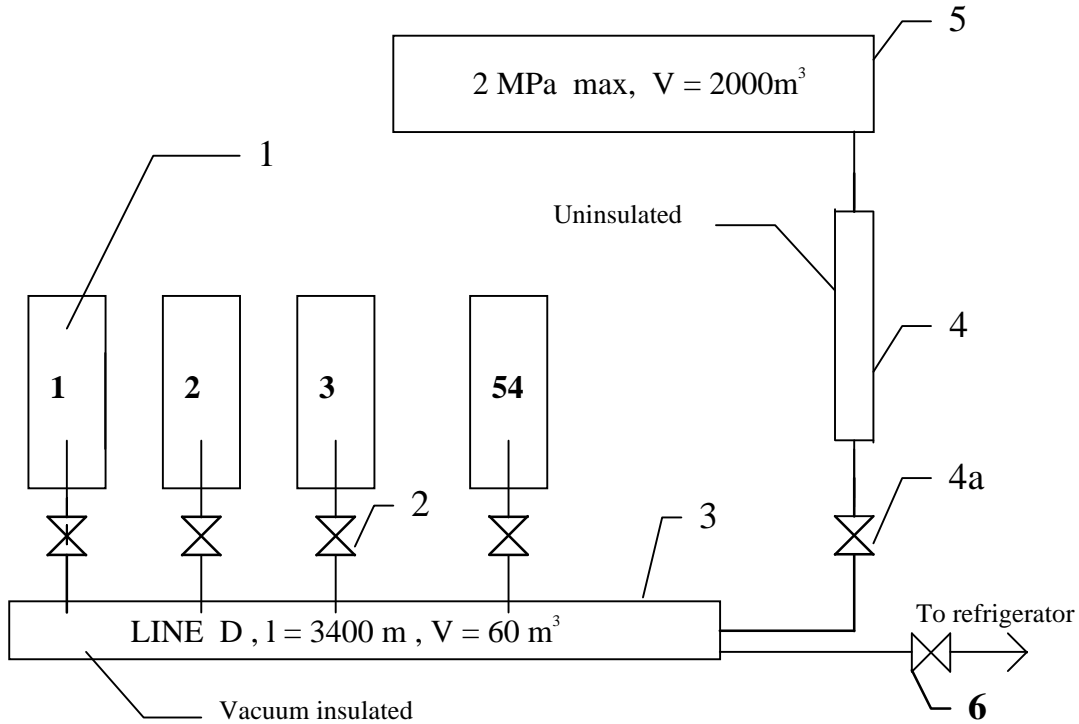 5
2 MPa max, V = 2000m³
1
Uninsulated
4
1
2
3
54
4a
2
3
To refrigerator
LINE D , l = 3400 m , V = 60 m³
6
Vacuum insulated